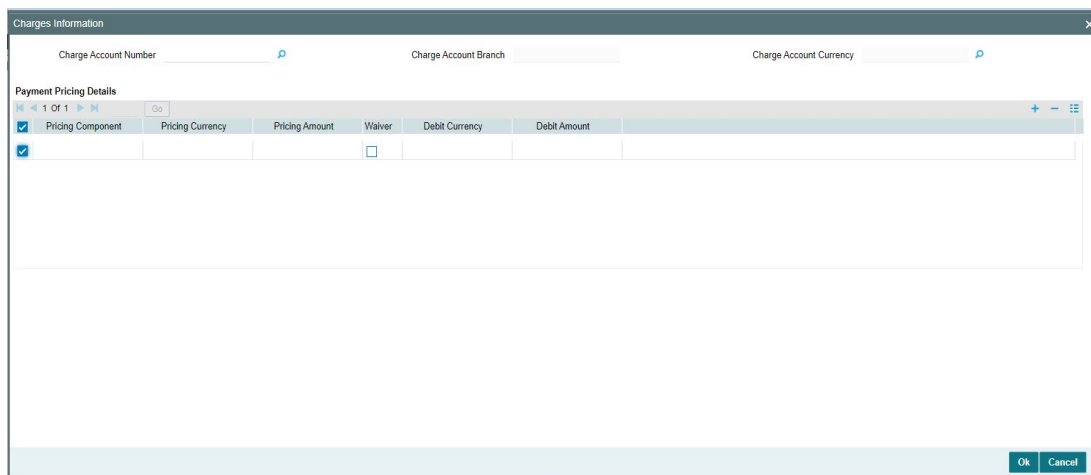 Charges Information
Charge Account Number Charge Account Branch Charge Account Currency
Payment Pricing Details
1 Of 1 Go
Pricing Component Pricing Currency Pricing Amount Waiver Debit Currency Debit Amount
Ok Cancel